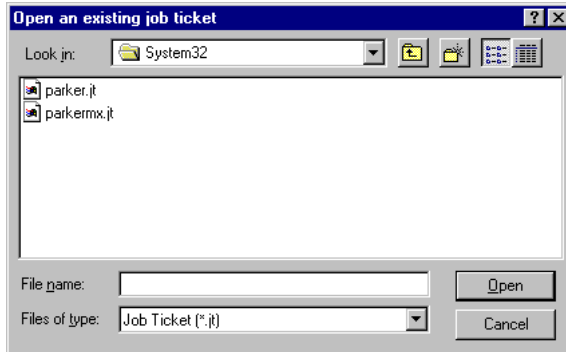 Open an existing job ticket
Look in: System32
parker.jt
parkermx.jt
File name: Open
Files of type: Job Ticket (*.jt) Cancel